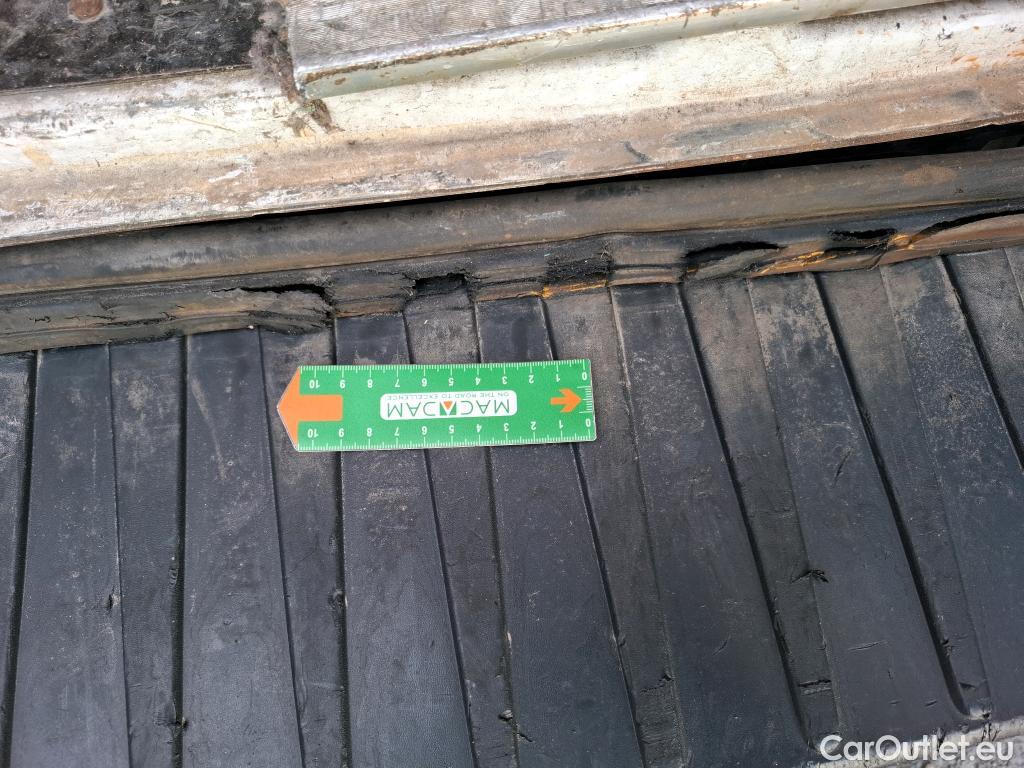 0 1 2 3 4 5 6 7 8 9 10
MACADAM
ON THE ROAD TO EXCELLENCE
0 1 2 3 4 5 6 7 8 9 10
CarOutlet.eu